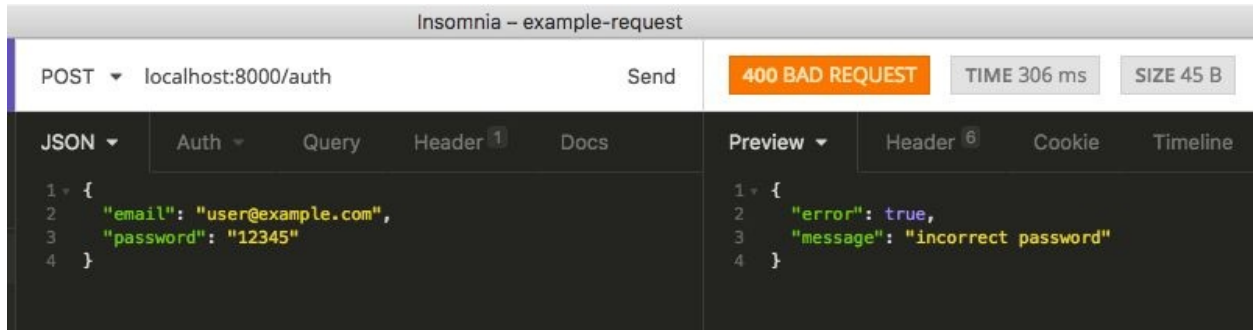 Insomnia – example-request
POST localhost:8000/auth Send
400 BAD REQUEST TIME 306 ms SIZE 45 B
JSON Auth Query Header 1 Docs
Preview Header 6 Cookie Timeline
1 {
2 "email": "user@example.com",
3 "password": "12345"
4 }
1 {
2 "error": true,
3 "message": "incorrect password"
4 }